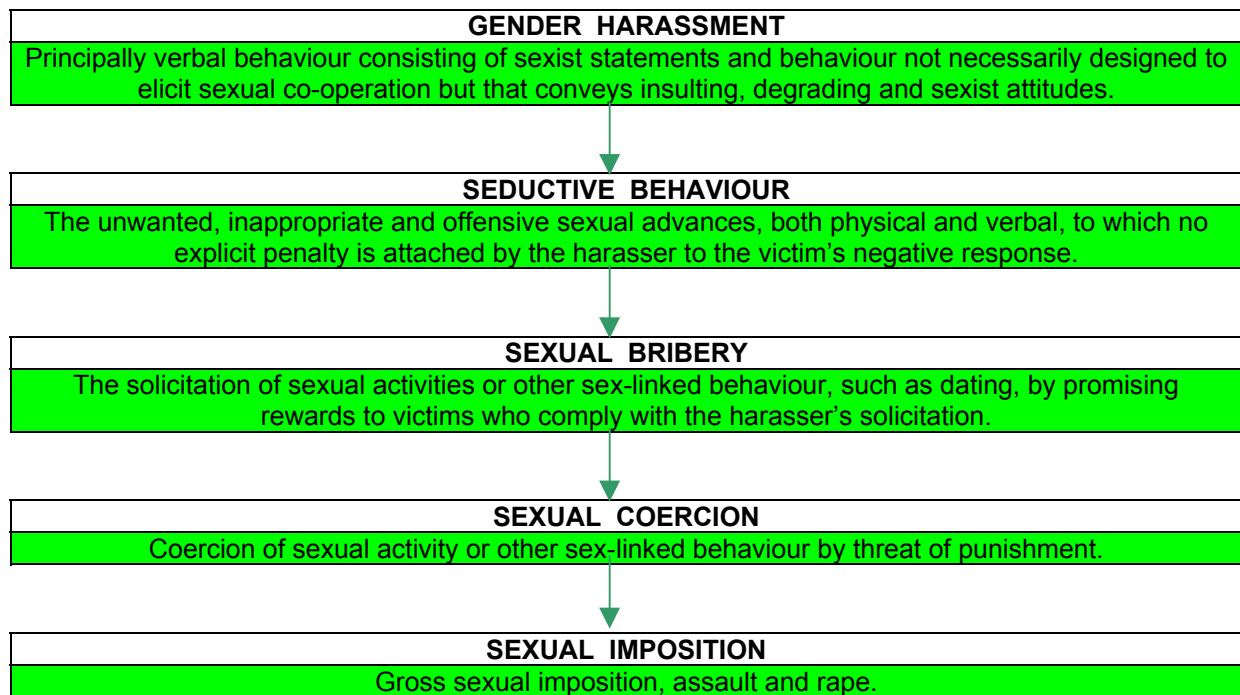 GENDER HARASSMENT
Principally verbal behaviour consisting of sexist statements and behaviour not necessarily designed to
elicit sexual co-operation but that conveys insulting, degrading and sexist attitudes.
SEDUCTIVE BEHAVIOUR
The unwanted, inappropriate and offensive sexual advances, both physical and verbal, to which no
explicit penalty is attached by the harasser to the victim’s negative response.
SEXUAL BRIBERY
The solicitation of sexual activities or other sex-linked behaviour, such as dating, by promising
rewards to victims who comply with the harasser’s solicitation.
SEXUAL COERCION
Coercion of sexual activity or other sex-linked behaviour by threat of punishment.
SEXUAL IMPOSITION
Gross sexual imposition, assault and rape.